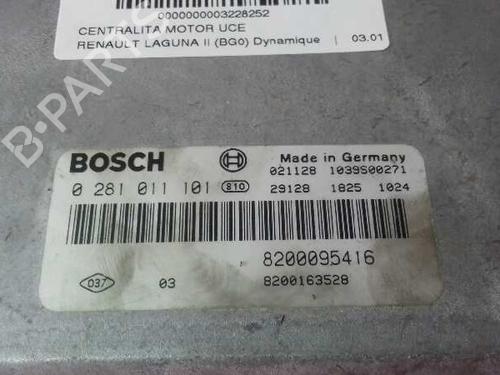 0000000003228252
CENTRALITA MOTOR UCE
RENAULT LAGUNA II (BG0) Dynamique | 03.01
B-PARTS
BOSCH
Made in Germany
021128 1039S00271
0 281 011 101 810 29128 1825 1024
8200095416
037 03 8200163528